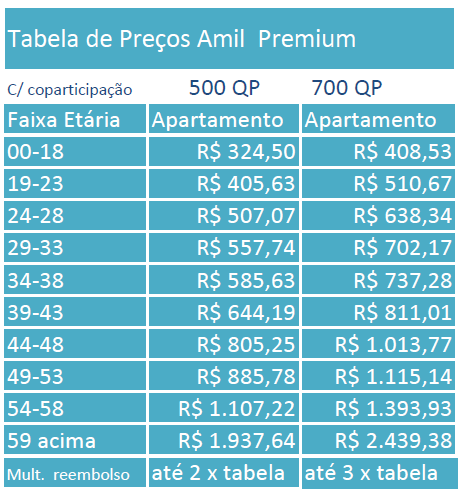 Tabela de Preços Amil  Premium
C/ coparticipação 500 QP 700 QP
Faixa Etária Apartamento Apartamento
00-18 R$ 324,50 R$ 408,53
19-23 R$ 405,63 R$ 510,67
24-28 R$ 507,07 R$ 638,34
29-33 R$ 557,74 R$ 702,17
34-38 R$ 585,63 R$ 737,28
39-43 R$ 644,19 R$ 811,01
44-48 R$ 805,25 R$ 1.013,77
49-53 R$ 885,78 R$ 1.115,14
54-58 R$ 1.107,22 R$ 1.393,93
59 acima R$ 1.937,64 R$ 2.439,38
Mult.  reembolso até 2 x tabela até 3 x tabela